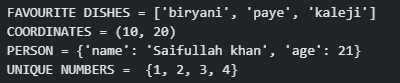 FAVOURITE DISHES = ['biryani', 'paye', 'kaleji']
COORDINATES = (10, 20)
PERSON = {'name': 'Saifullah khan', 'age': 21}
UNIQUE NUMBERS =  {1, 2, 3, 4}